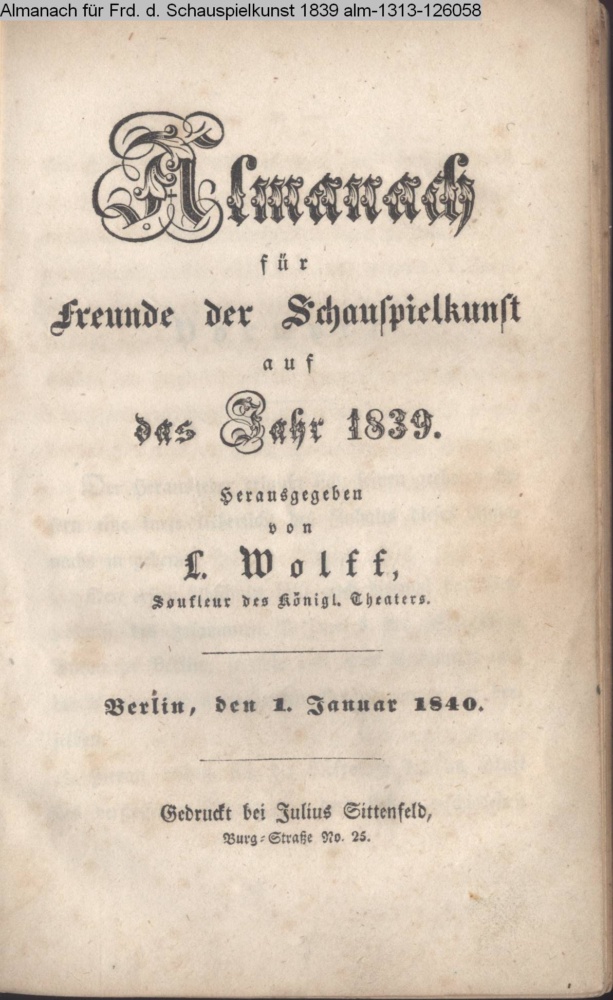 Almanach für Frd. d. Schauspielkunst 1839 alm-1313-126058
Almanach
für
Freunde der Schauspielkunst
auf
das Jahr 1839.
Herausgegeben
von
L. Wolff,
Soufleur des Königl. Theaters.
Berlin, den 1. Januar 1840.
Gedruckt bei Julius Sittenfeld,
Burg-Straße No. 25.